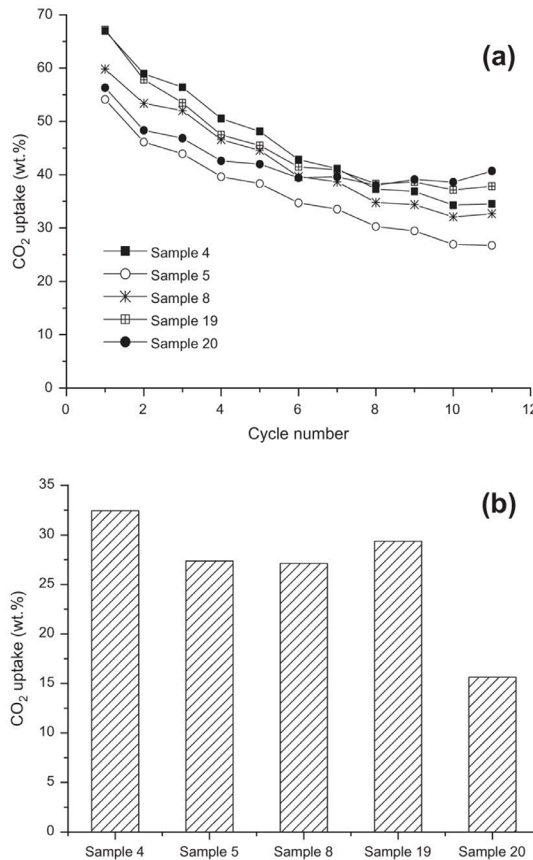 (a)
70
60
50
40
30
20
10
0
CO₂ uptake (wt.%)
Sample 4
Sample 5
Sample 8
Sample 19
Sample 20
0 2 4 6 8 10 12
Cycle number
(b)
35
30
25
20
15
10
5
0
CO₂ uptake (wt.%)
Sample 4 Sample 5 Sample 8 Sample 19 Sample 20